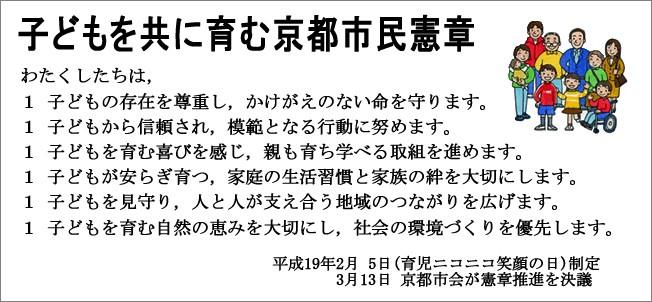 子どもを共に育む京都市民憲章
わたくしたちは，
１ 子どもの存在を尊重し，かけがえのない命を守ります。
１ 子どもから信頼され，模範となる行動に努めます。
１ 子どもを育む喜びを感じ，親も育ち学べる取組を進めます。
１ 子どもが安らぎ育つ，家庭の生活習慣と家族の絆を大切にします。
１ 子どもを見守り，人と人が支え合う地域のつながりを広げます。
１ 子どもを育む自然の恵みを大切にし，社会の環境づくりを優先します。
平成19年2月 5日(育児ニコニコ笑顔の日)制定
3月13日 京都市会が憲章推進を決議